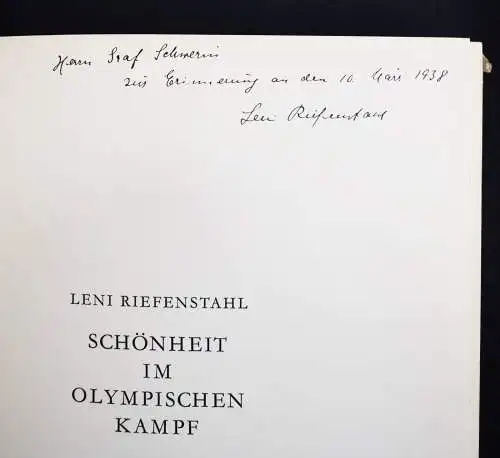 Herrn Graf Schwerin
zur Erinnerung an den 10. März 1938
Leni Riefenstahl
LENI RIEFENSTAHL
SCHÖNHEIT
IM
OLYMPISCHEN
KAMPF